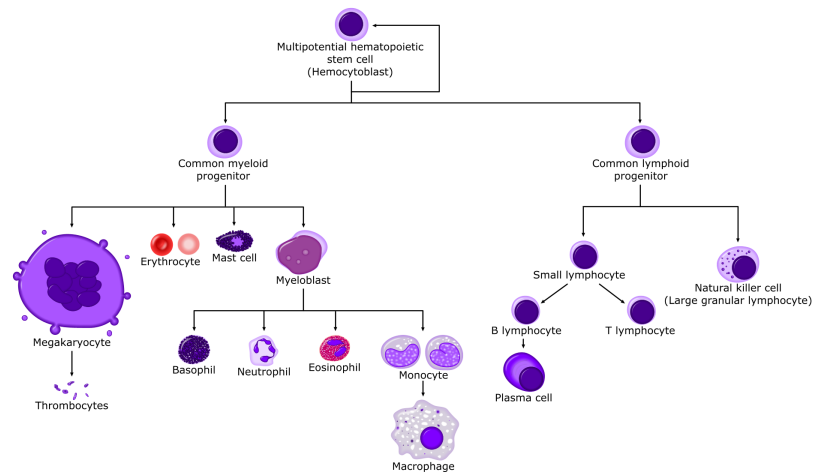 Multipotential hematopoietic
stem cell
(Hemocytoblast)
Common myeloid
progenitor
Common lymphoid
progenitor
Erythrocyte
Mast cell
Myeloblast
Small lymphocyte
Natural killer cell
(Large granular lymphocyte)
Megakaryocyte
B lymphocyte
T lymphocyte
Basophil
Neutrophil
Eosinophil
Monocyte
Plasma cell
Thrombocytes
Macrophage